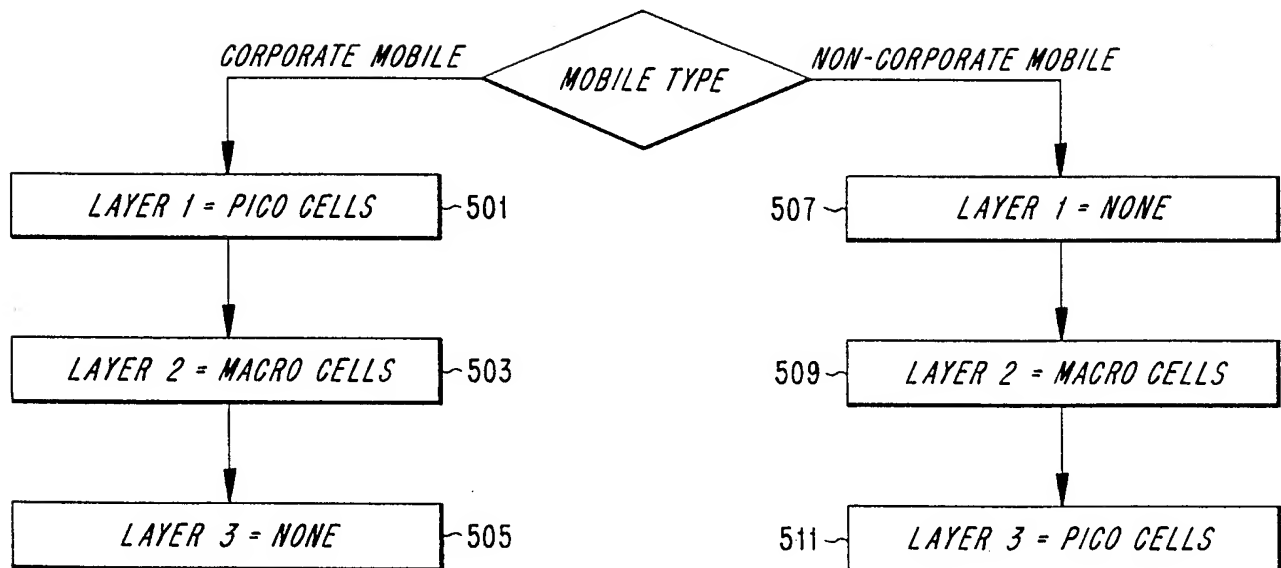 CORPORATE MOBILE
MOBILE TYPE
NON-CORPORATE MOBILE
LAYER 1 = PICO CELLS
501
507
LAYER 1 = NONE
LAYER 2 = MACRO CELLS
503
509
LAYER 2 = MACRO CELLS
LAYER 3 = NONE
505
511
LAYER 3 = PICO CELLS